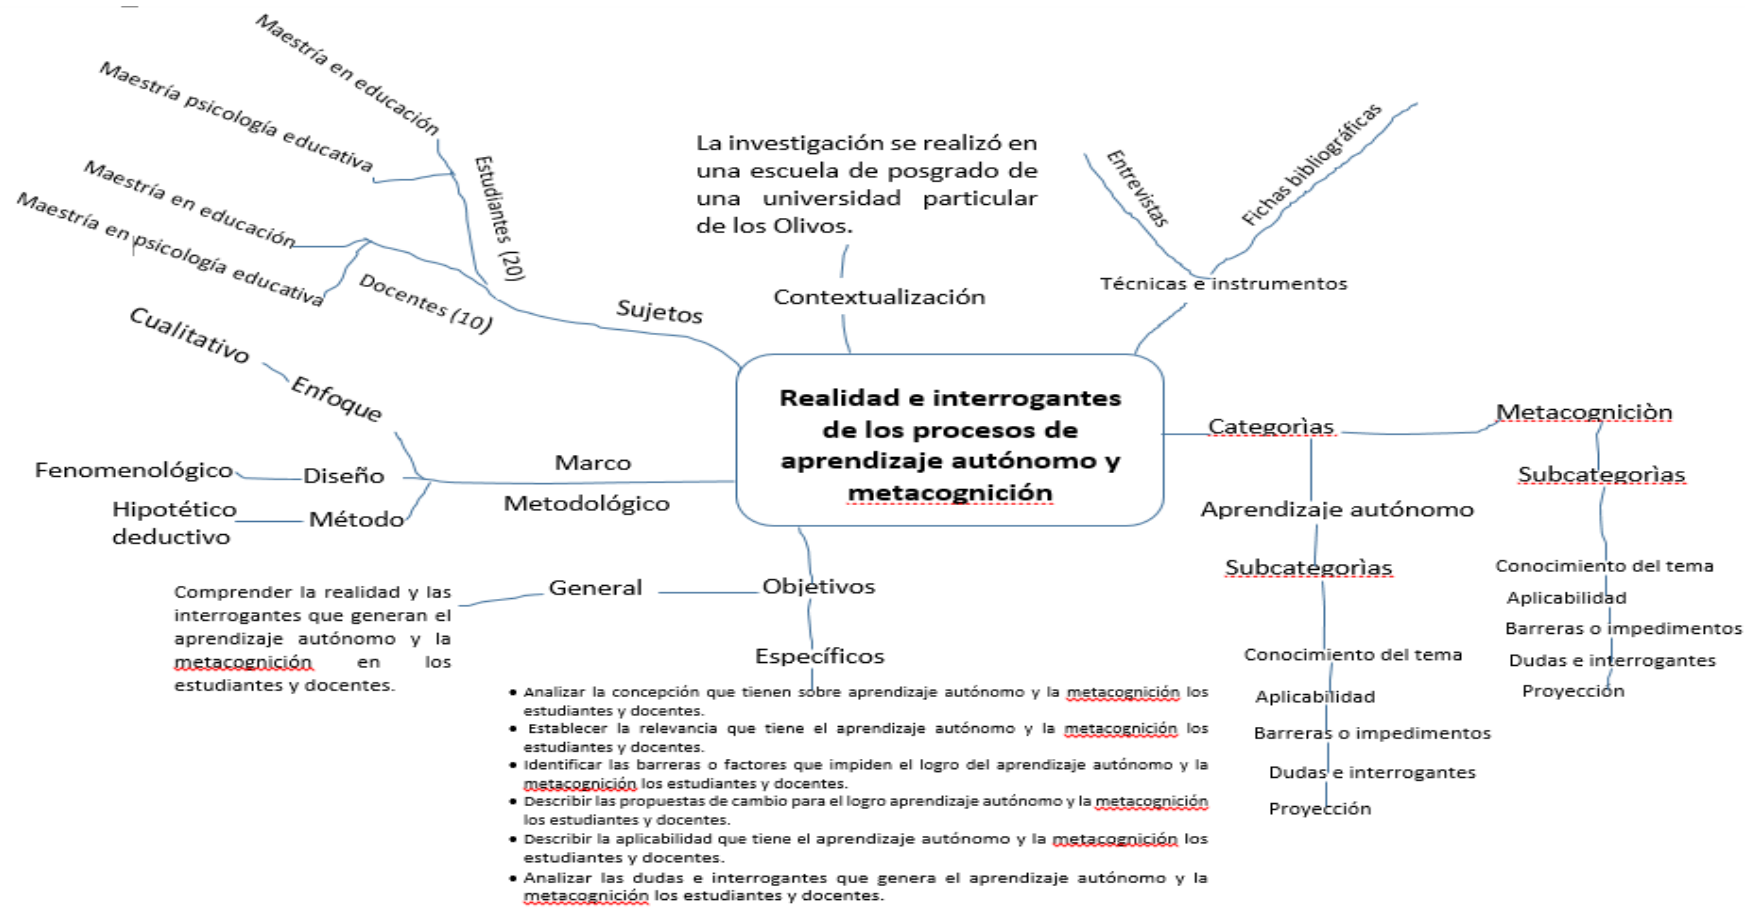 Maestría en educación
Maestría psicología educativa
Estudiantes (20)
Maestría en educación
Maestría en psicología educativa
Docentes (10)
Sujetos
La investigación se realizó en
una escuela de posgrado de
una universidad particular
de los Olivos.
Contextualización
Entrevistas
Fichas bibliográficas
Técnicas e instrumentos
Cualitativo
Enfoque
Fenomenológico
Diseño
Hipotético
deductivo
Método
Marco
Metodológico
Realidad e interrogantes
de los procesos de
aprendizaje autónomo y
metacognición
Categorìas
Metacogniciòn
Subcategorìas
Conocimiento del tema
Aplicabilidad
Barreras o impedimentos
Dudas e interrogantes
Proyección
Aprendizaje autónomo
Subcategorìas
Conocimiento del tema
Aplicabilidad
Barreras o impedimentos
Dudas e interrogantes
Proyección
Objetivos
General
Comprender la realidad y las
interrogantes que generan el
aprendizaje autónomo y la
metacognición en los
estudiantes y docentes.
Específicos
• Analizar la concepción que tienen sobre aprendizaje autónomo y la metacognición los
estudiantes y docentes.
• Establecer la relevancia que tiene el aprendizaje autónomo y la metacognición los
estudiantes y docentes.
• Identificar las barreras o factores que impiden el logro del aprendizaje autónomo y la
metacognición los estudiantes y docentes.
• Describir las propuestas de cambio para el logro aprendizaje autónomo y la metacognición
los estudiantes y docentes.
• Describir la aplicabilidad que tiene el aprendizaje autónomo y la metacognición los
estudiantes y docentes.
• Analizar las dudas e interrogantes que genera el aprendizaje autónomo y la
metacognición los estudiantes y docentes.